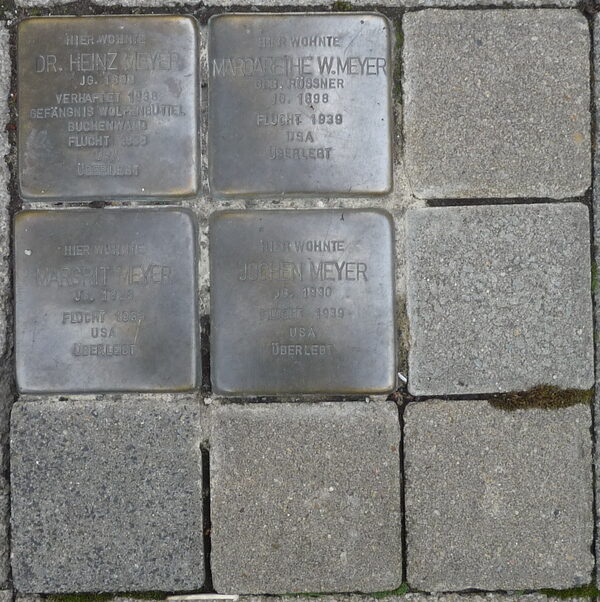 HIER WOHNTE
DR. HEINZ MEYER
JG.
VERHAFTET 1938
GEFÄNGNIS WOLFENBÜTTEL
BUCHENWALD
FLUCHT
ÜBERLEBT
HIER WOHNTE
MARGARETHE W. MEYER
GEB. RÜSSNER
JG. 1898
FLUCHT 1939
USA
ÜBERLEBT
HIER WOHNTE
MARGRIT MEYER
JG.
FLUCHT
USA
ÜBERLEBT
HIER WOHNTE
JOCHEN MEYER
JG. 1930
FLUCHT 1939
USA
ÜBERLEBT